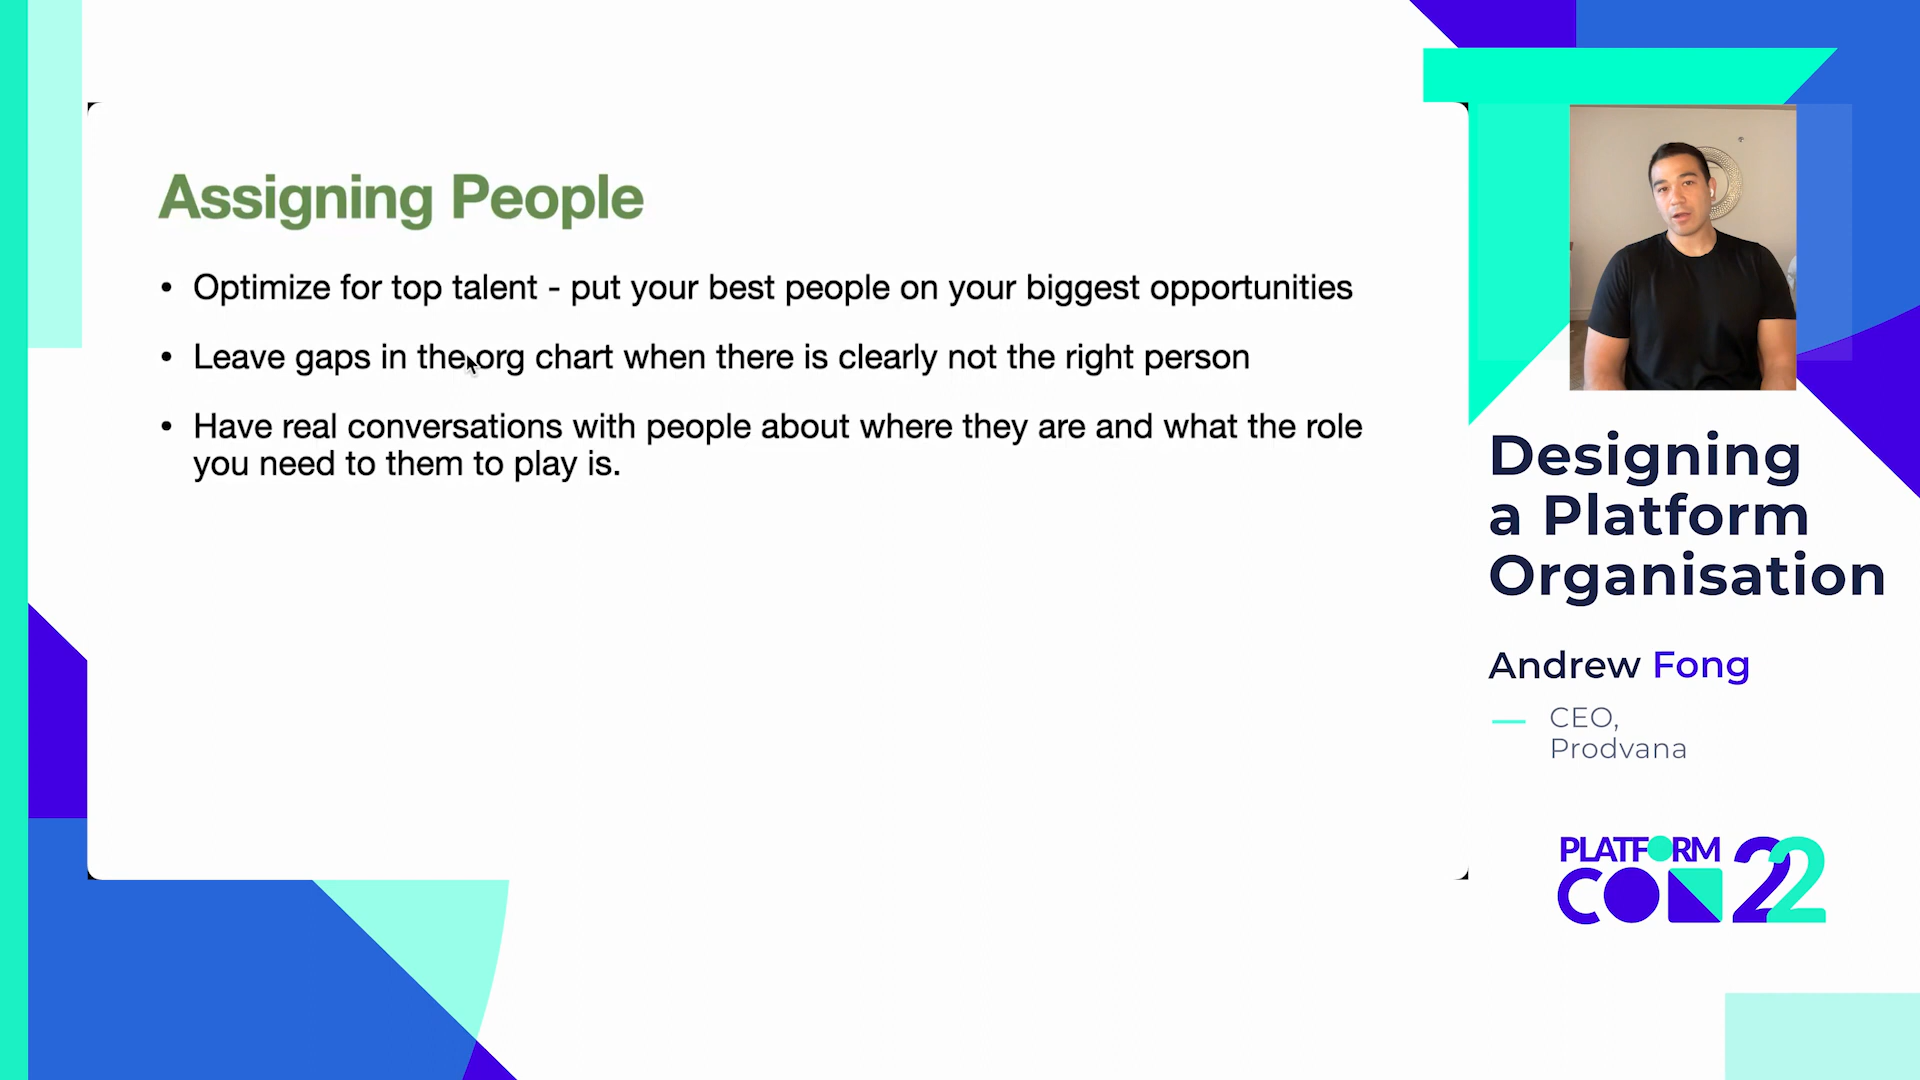 Assigning People
• Optimize for top talent - put your best people on your biggest opportunities
• Leave gaps in the org chart when there is clearly not the right person
• Have real conversations with people about where they are and what the role
you need to them to play is.
Designing
a Platform
Organisation
Andrew Fong
CEO,
Prodvana
PLATFORM
CON 22